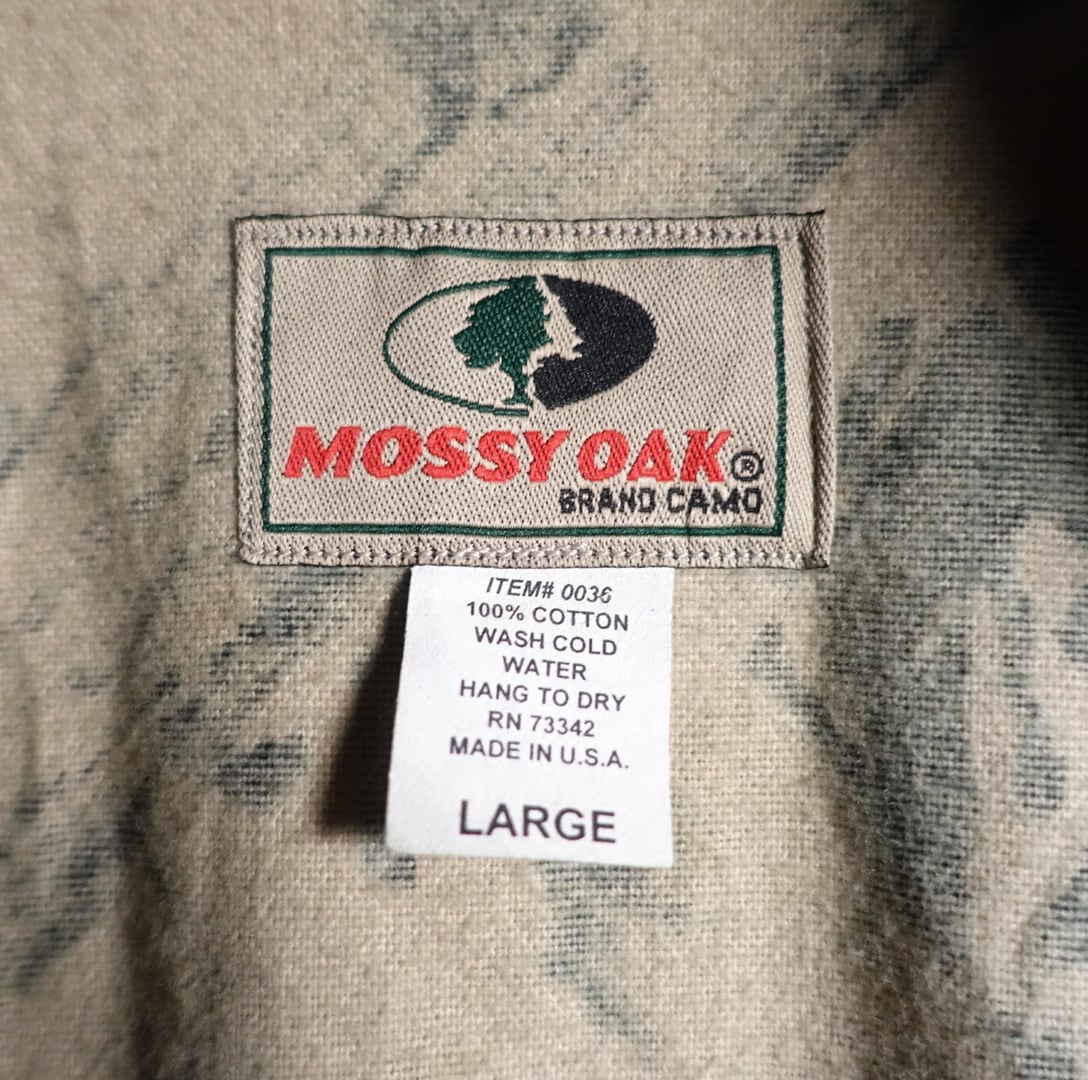 MOSSY OAK®
BRAND CAMO
ITEM# 0036
100% COTTON
WASH COLD
WATER
HANG TO DRY
RN 73342
MADE IN U.S.A.
LARGE